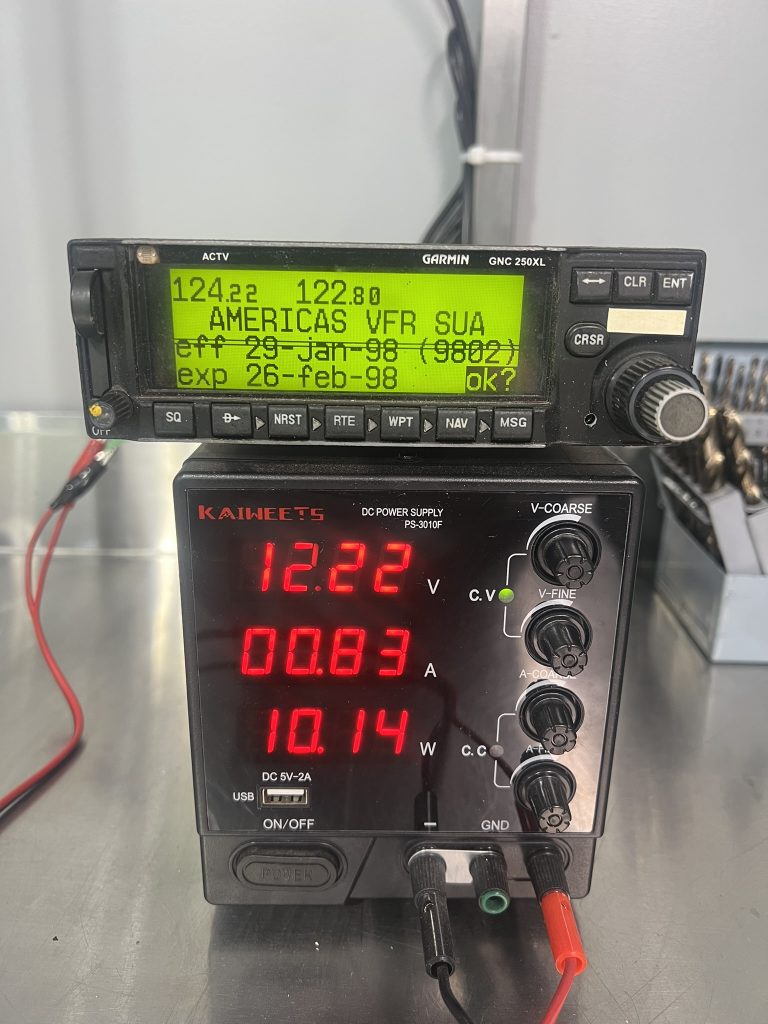 ACTV GARMIN GNC 250XL
124.22 122.80
AMERICAS VFR SUA
eff 29-Jan-98 (9802)
exp 26-feb-98 ok?
CLR ENT
CRSR
OFF
SQ D NRST RTE WPT NAV MSG
KAIWEETS
DC POWER SUPPLY
PS-3010F
V-COARSE
12.22 V
C.V
V-FINE
00.83 A
A-COARSE
10.14 W
C.C
DC 5V-2A
USB
ON/OFF
− GND
POWER